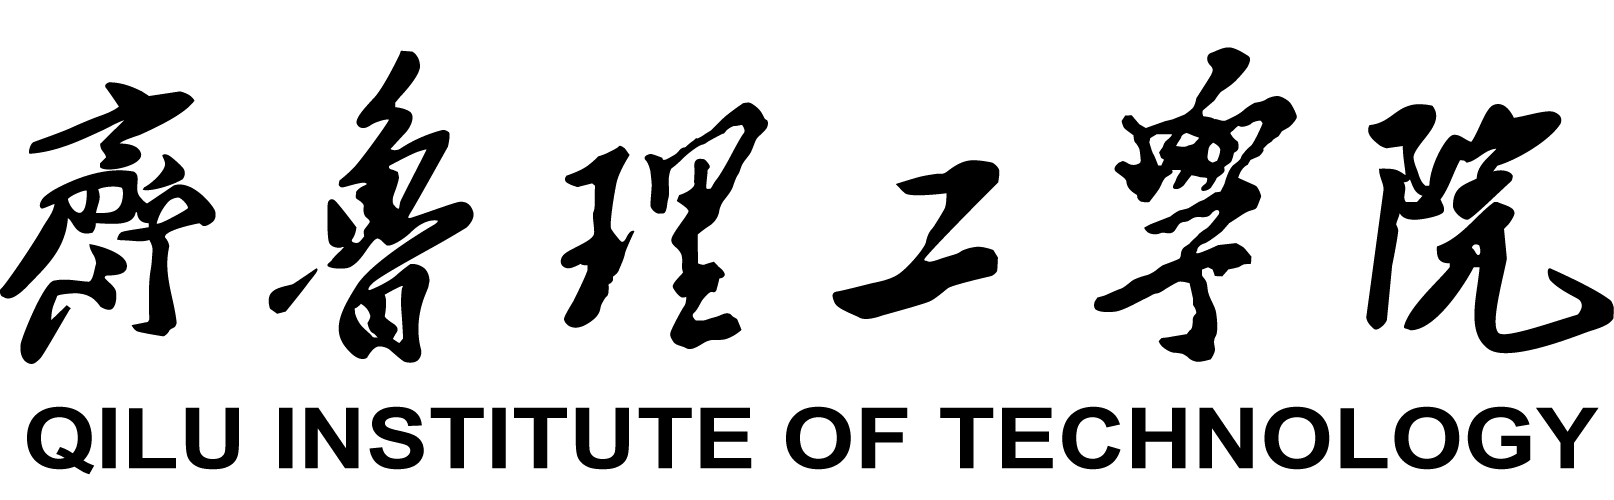 齊魯理工學院
QILU INSTITUTE OF TECHNOLOGY